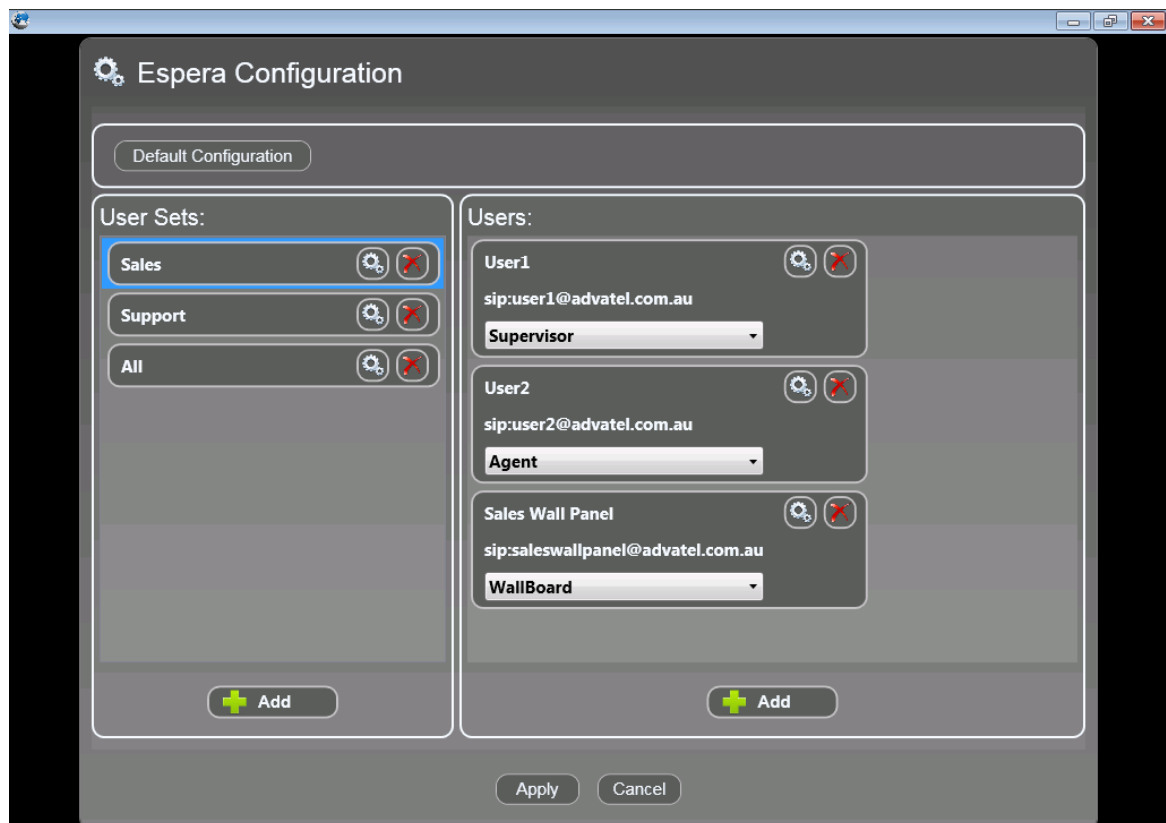 Espera Configuration
Default Configuration
User Sets:
Sales
Support
All
Add
Users:
User1
sip:user1@advatel.com.au
Supervisor
User2
sip:user2@advatel.com.au
Agent
Sales Wall Panel
sip:saleswallpanel@advatel.com.au
WallBoard
Add
Apply
Cancel